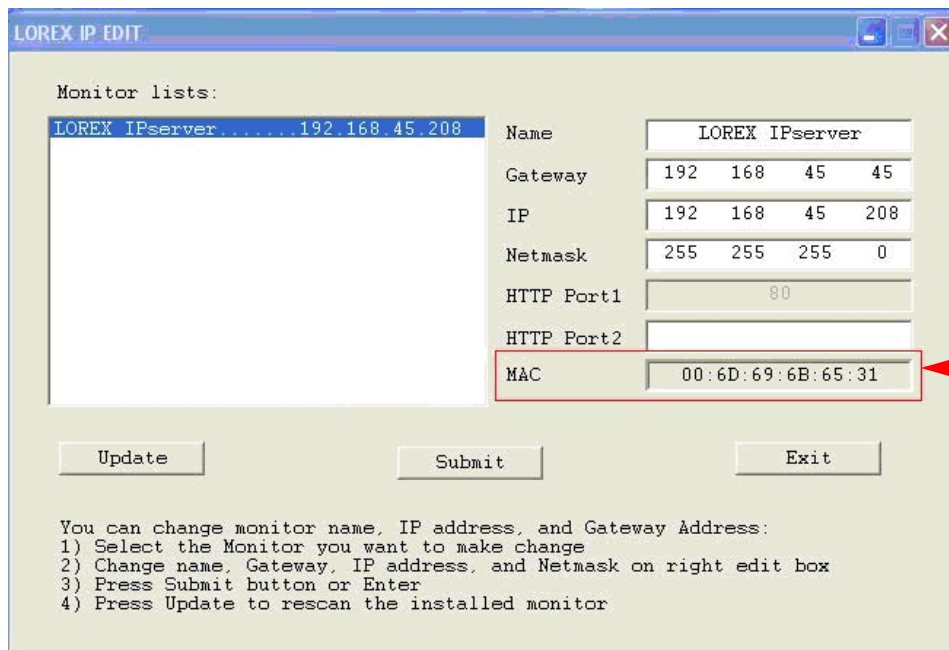 LOREX IP EDIT
Monitor lists:
LOREX IPserver.......192.168.45.208
Name LOREX IPserver
Gateway 192 168 45 45
IP 192 168 45 208
Netmask 255 255 255 0
HTTP Port1 80
HTTP Port2
MAC 00:6D:69:6B:65:31
Update Submit Exit
You can change monitor name, IP address, and Gateway Address:
1) Select the Monitor you want to make change
2) Change name, Gateway, IP address, and Netmask on right edit box
3) Press Submit button or Enter
4) Press Update to rescan the installed monitor